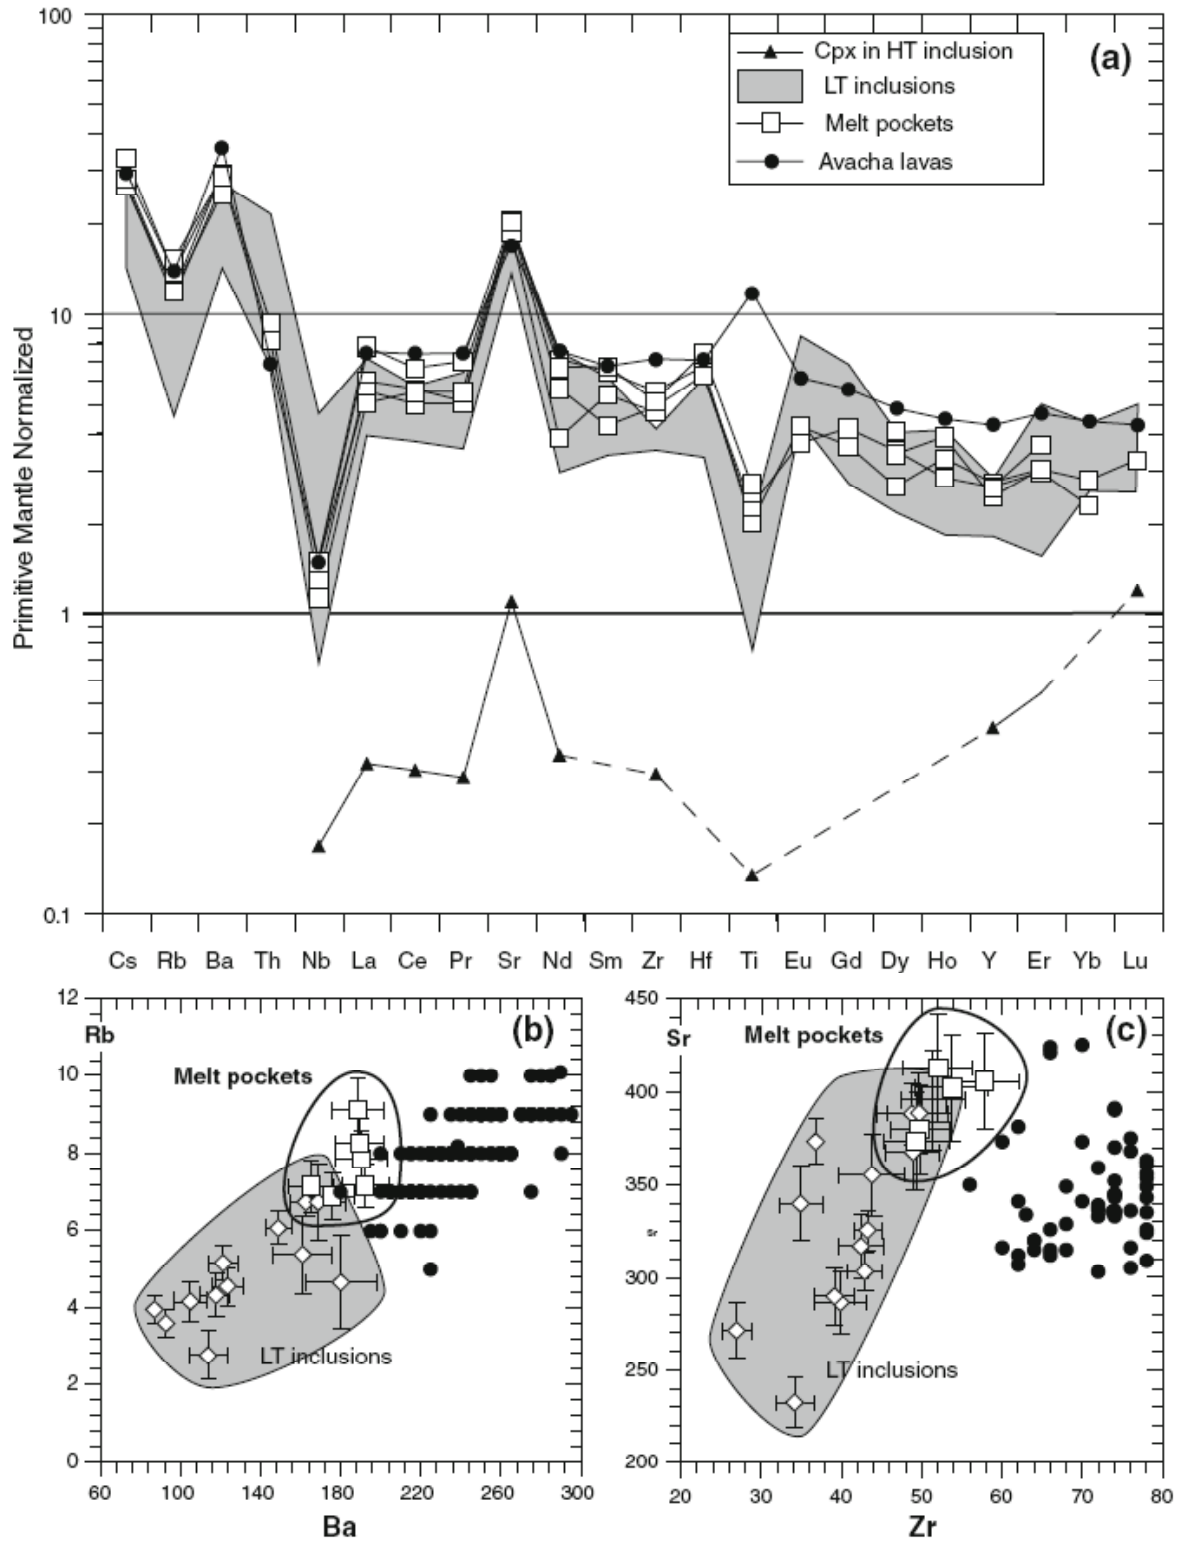 100
10
1
0.1
Primitive Mantle Normalized
(a)
Cpx in HT inclusion
LT inclusions
Melt pockets
Avacha lavas
Cs Rb Ba Th Nb La Ce Pr Sr Nd Sm Zr Hf Ti Eu Gd Dy Ho Y Er Yb Lu
12
10
8
6
4
2
0
Rb
(b)
Melt pockets
LT inclusions
60 100 140 180 220 260 300
Ba
450
400
350
300
250
200
Sr
Sr
Melt pockets
(c)
LT inclusions
20 30 40 50 60 70 80
Zr